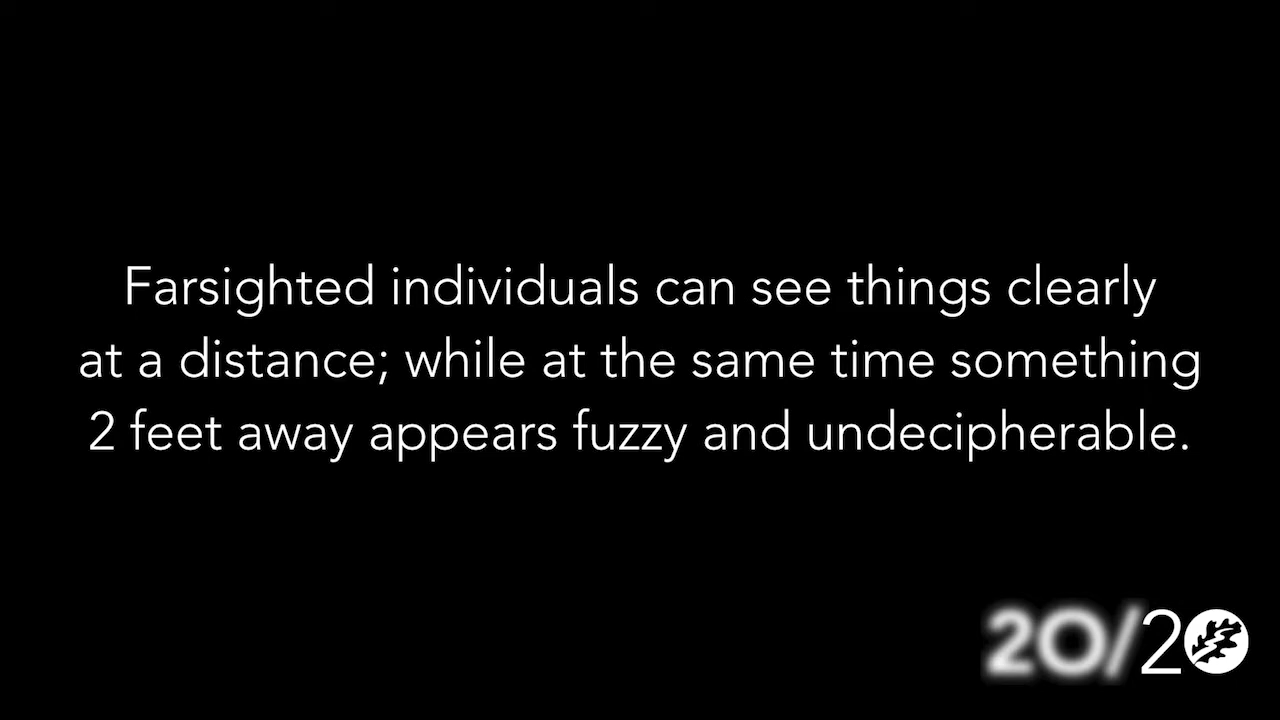 Farsighted individuals can see things clearly
at a distance; while at the same time something
2 feet away appears fuzzy and undecipherable.
20/20